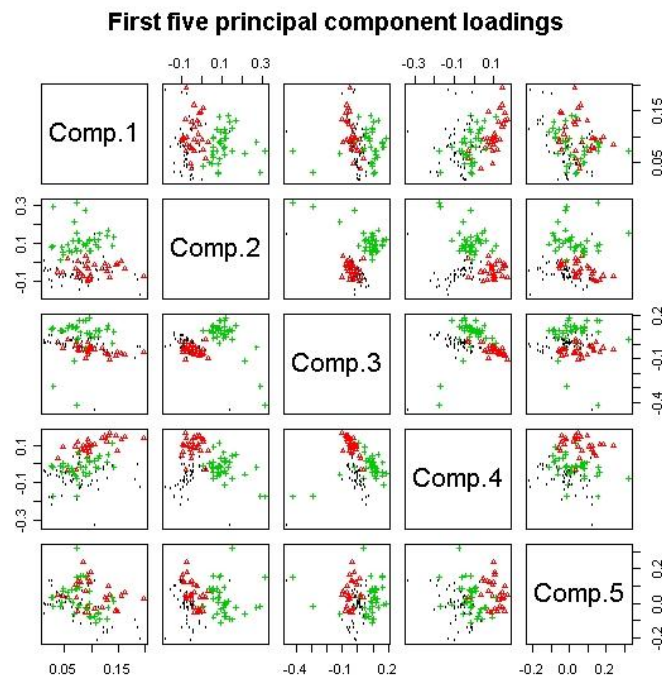 First five principal component loadings
-0.1 0.1 0.3 -0.3 -0.1 0.1
Comp.1
0.05 0.15
-0.1 0.1 0.3
Comp.2
Comp.3
-0.4 -0.1 0.2
-0.3 -0.1 0.1
Comp.4
Comp.5
-0.2 0.0 0.2
0.05 0.15 -0.4 -0.1 0.2 -0.2 0.0 0.2